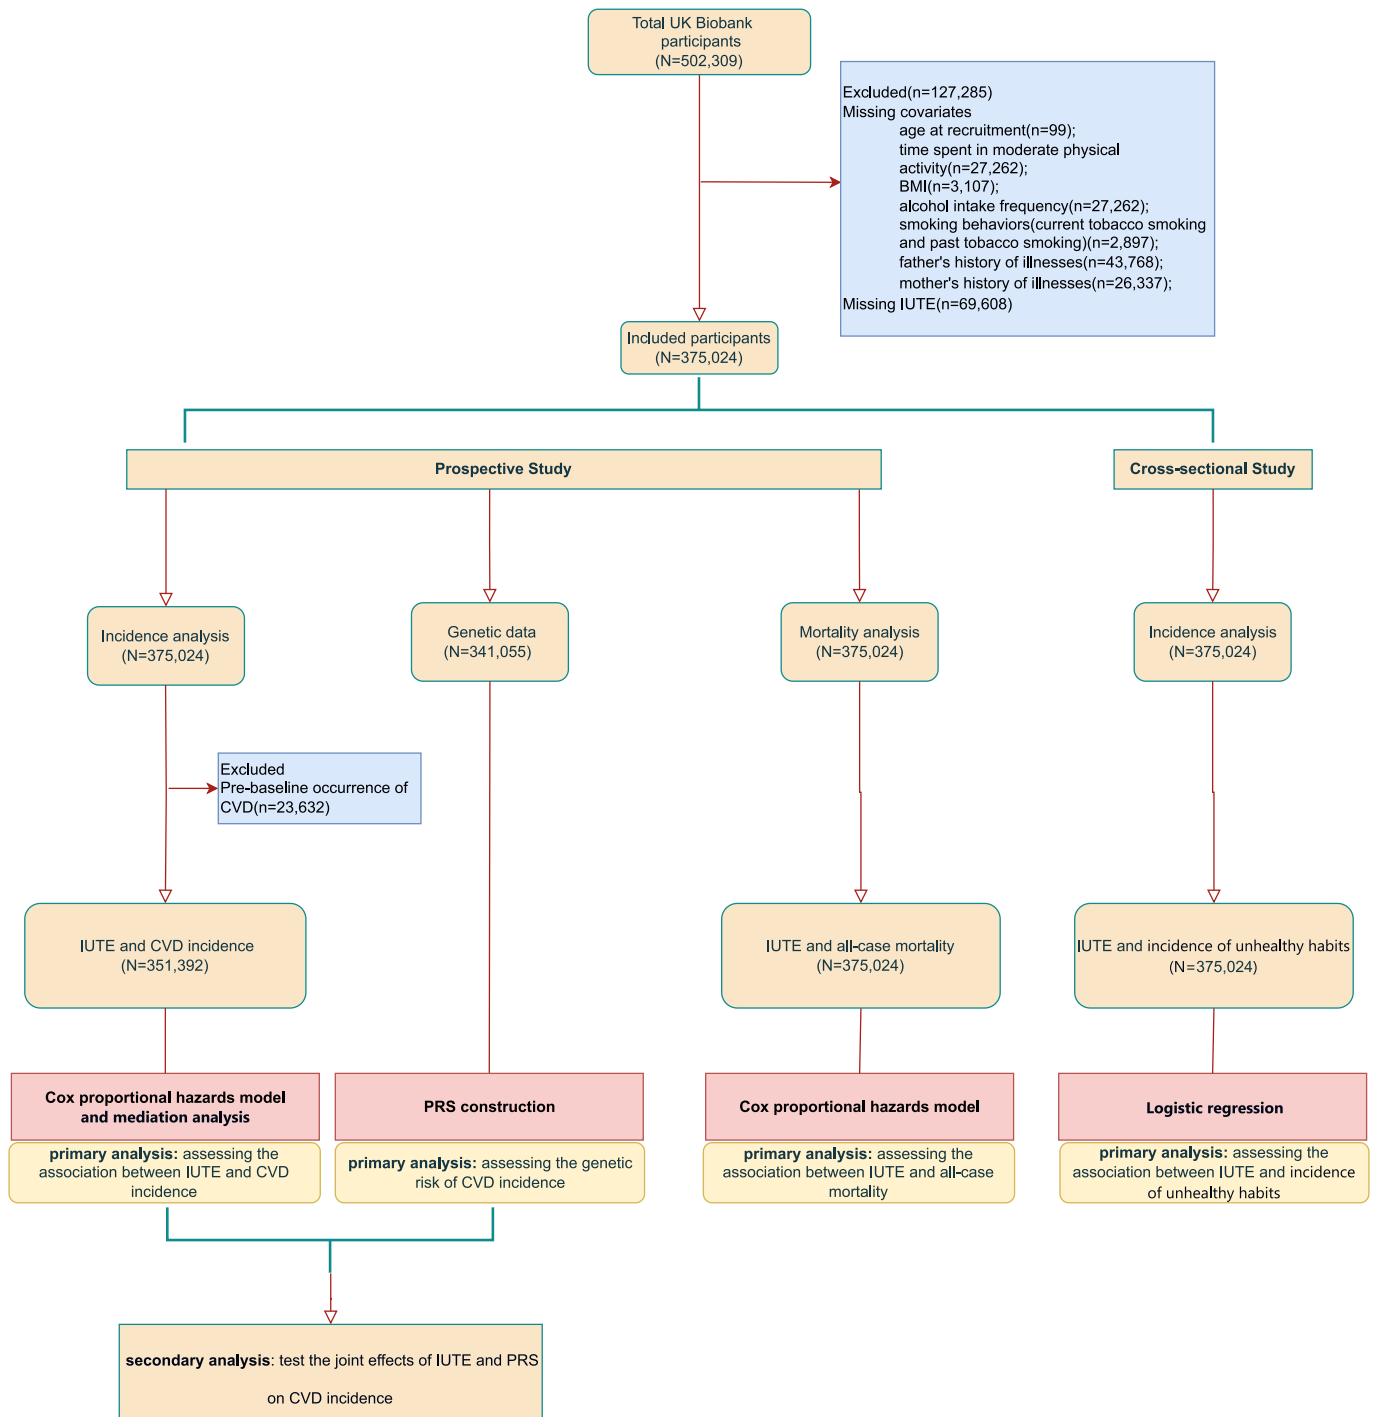 Total UK Biobank
participants
(N=502,309)
Excluded(n=127,285)
Missing covariates
age at recruitment(n=99);
time spent in moderate physical
activity(n=27,262);
BMI(n=3,107);
alcohol intake frequency(n=27,262);
smoking behaviors(current tobacco smoking
and past tobacco smoking)(n=2,897);
father's history of illnesses(n=43,768);
mother's history of illnesses(n=26,337);
Missing IUTE(n=69,608)
Included participants
(N=375,024)
Prospective Study
Cross-sectional Study
Incidence analysis
(N=375,024)
Genetic data
(N=341,055)
Mortality analysis
(N=375,024)
Incidence analysis
(N=375,024)
Excluded
Pre-baseline occurrence of
CVD(n=23,632)
IUTE and CVD incidence
(N=351,392)
IUTE and all-case mortality
(N=375,024)
IUTE and incidence of unhealthy habits
(N=375,024)
Cox proportional hazards model
and mediation analysis
PRS construction
Cox proportional hazards model
Logistic regression
primary analysis: assessing the
association between IUTE and CVD
incidence
primary analysis: assessing the genetic
risk of CVD incidence
primary analysis: assessing the
association between IUTE and all-case
mortality
primary analysis: assessing the
association between IUTE and incidence
of unhealthy habits
secondary analysis: test the joint effects of IUTE and PRS
on CVD incidence